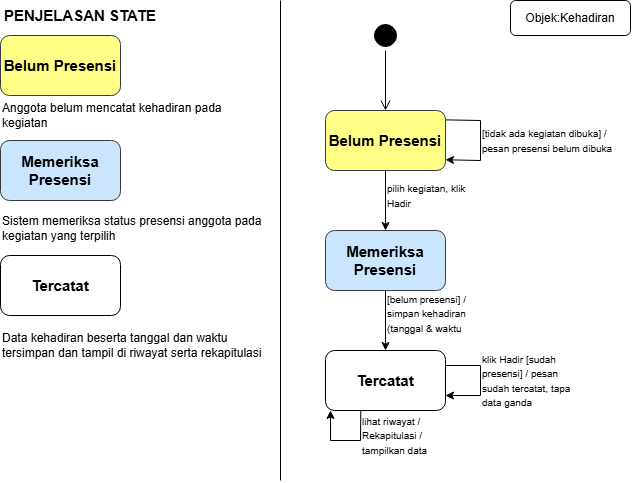 PENJELASAN STATE
Belum Presensi
Anggota belum mencatat kehadiran pada
kegiatan
Memeriksa
Presensi
Sistem memeriksa status presensi anggota pada
kegiatan yang terpilih
Tercatat
Data kehadiran beserta tanggal dan waktu
tersimpan dan tampil di riwayat serta rekapitulasi
Objek:Kehadiran
Belum Presensi
[tidak ada kegiatan dibuka] /
pesan presensi belum dibuka
pilih kegiatan, klik
Hadir
Memeriksa
Presensi
[belum presensi] /
simpan kehadiran
(tanggal & waktu
Tercatat
klik Hadir [sudah
presensi] / pesan
sudah tercatat, tapa
data ganda
lihat riwayat /
Rekapitulasi /
tampilkan data